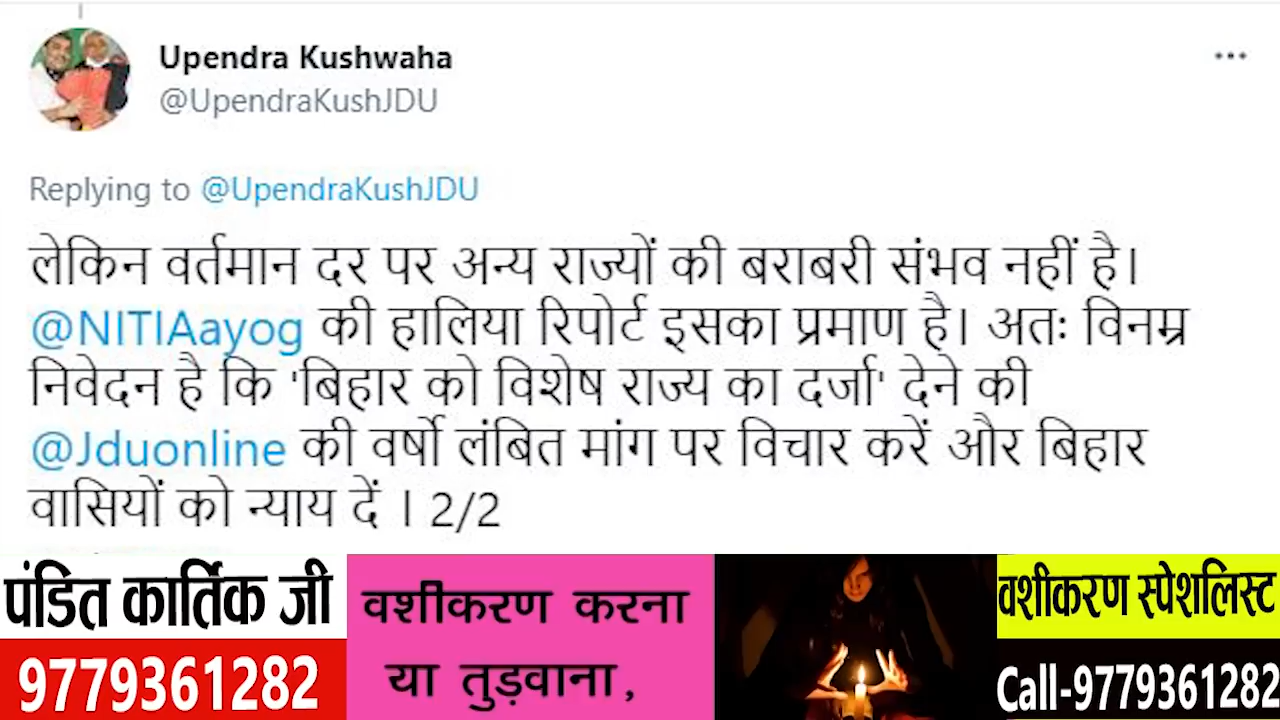 Upendra Kushwaha
@UpendraKushJDU
Replying to @UpendraKushJDU
लेकिन वर्तमान दर पर अन्य राज्यों की बराबरी संभव नहीं है।
@NITIAayog की हालिया रिपोर्ट इसका प्रमाण है। अतः विनम्र
निवेदन है कि 'बिहार को विशेष राज्य का दर्जा' देने की
@Jduonline की वर्षो लंबित मांग पर विचार करें और बिहार
वासियों को न्याय दें । 2/2
पंडित कार्तिक जी
9779361282
वशीकरण करना
या तुड़वाना,
वशीकरण स्पेशलिस्ट
Call-9779361282